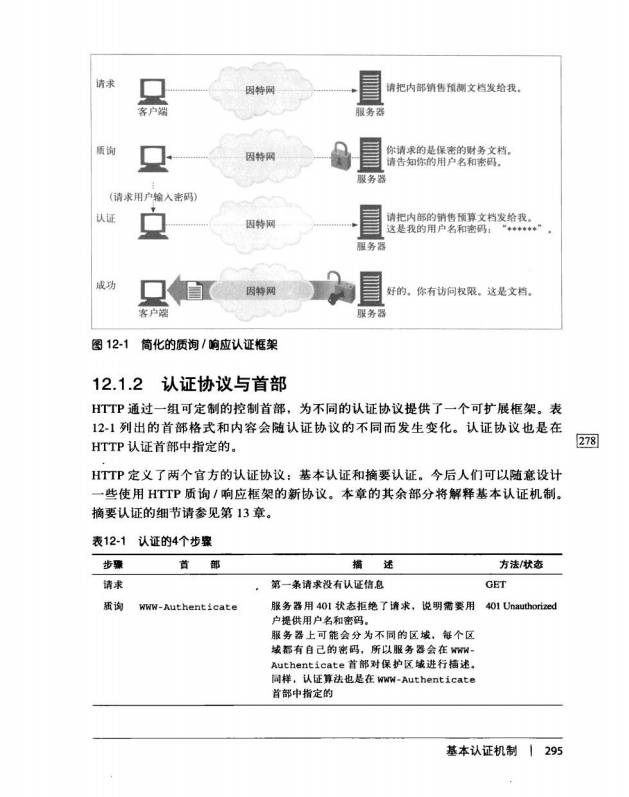 请求
因特网
请把内部销售预测文档发给我。
客户端
服务器
质询
因特网
你请求的是保密的财务文档。
请告知你的用户名和密码。
服务器
(请求用户输入密码)
认证
因特网
请把内部的销售预算文档发给我。
这是我的用户名和密码：“******”。
服务器
成功
因特网
好的。你有访问权限。这是文档。
客户端
服务器
图 12-1 简化的质询 / 响应认证框架
12.1.2 认证协议与首部
HTTP 通过一组可定制的控制首部，为不同的认证协议提供了一个可扩展框架。表
12-1 列出的首部格式和内容会随认证协议的不同而发生变化。认证协议也是在
HTTP 认证首部中指定的。
278
HTTP 定义了两个官方的认证协议：基本认证和摘要认证。今后人们可以随意设计
一些使用 HTTP 质询 / 响应框架的新协议。本章的其余部分将解释基本认证机制。
摘要认证的细节请参见第 13 章。
表12-1 认证的4个步骤
步骤 首 部 描 述 方法/状态
请求 第一条请求没有认证信息 GET
质询 WWW-Authenticate 服务器用 401 状态拒绝了请求，说明需要用 401 Unauthorized
户提供用户名和密码。
服务器上可能会分为不同的区域，每个区
域都有自己的密码，所以服务器会在 WWW-
Authenticate 首部对保护区域进行描述。
同样，认证算法也是在 WWW-Authenticate
首部中指定的
基本认证机制 | 295